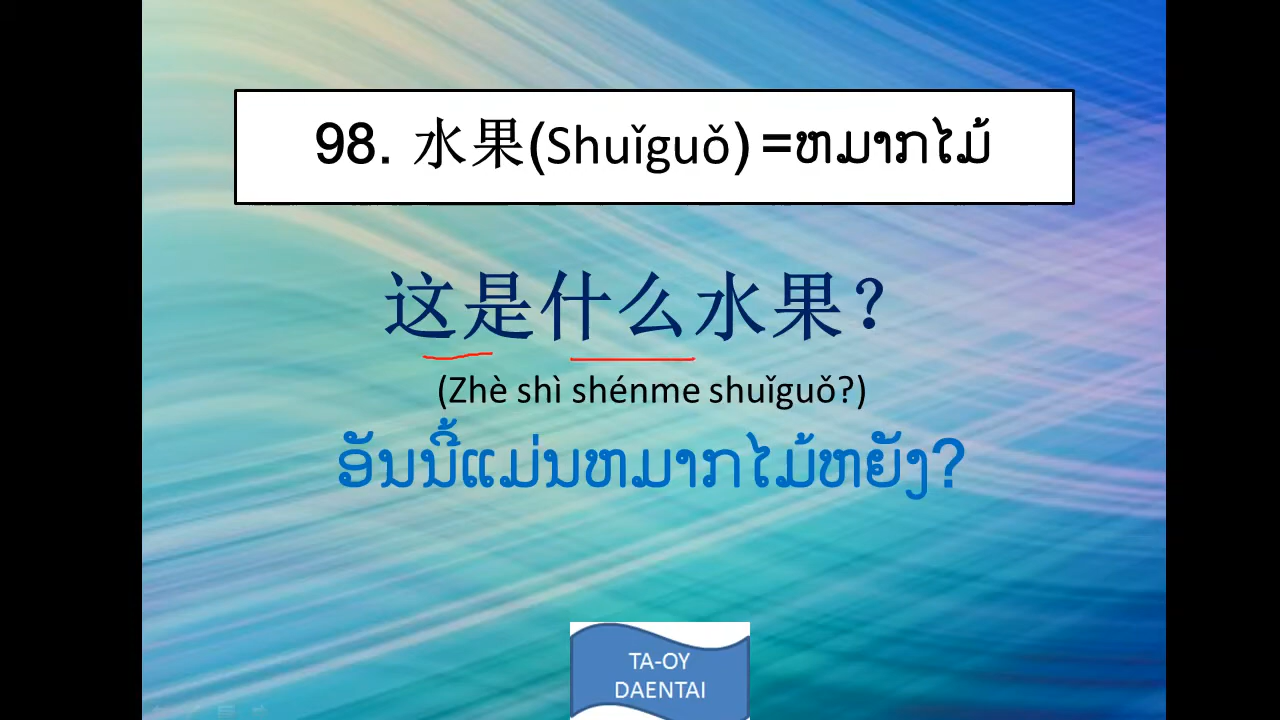 98. 水果(Shuǐguǒ) =ຫມາກໄມ້
这是什么水果？
(Zhè shì shénme shuǐguǒ?)
ອັນນີ້ແມ່ນຫມາກໄມ້ຫຍັງ?
TA-OY
DAENTAI